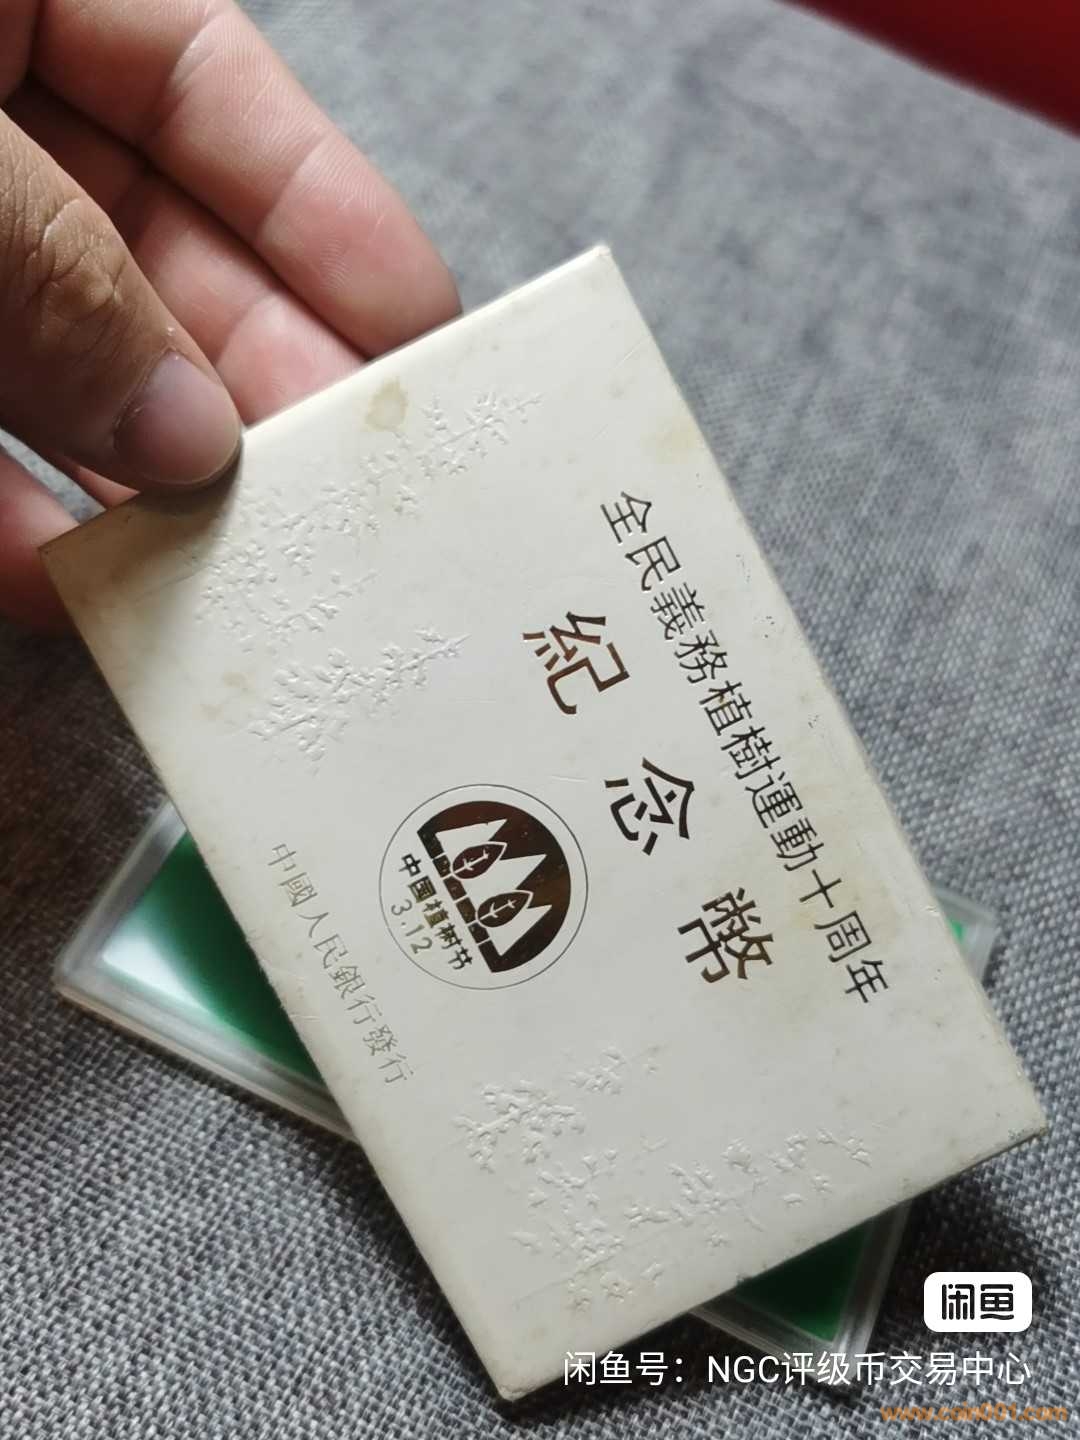 全民義務植樹運動十周年
紀念幣
中国植树节
3.12
中國人民銀行發行
闲鱼
闲鱼号：NGC评级币交易中心
www.coin001.com